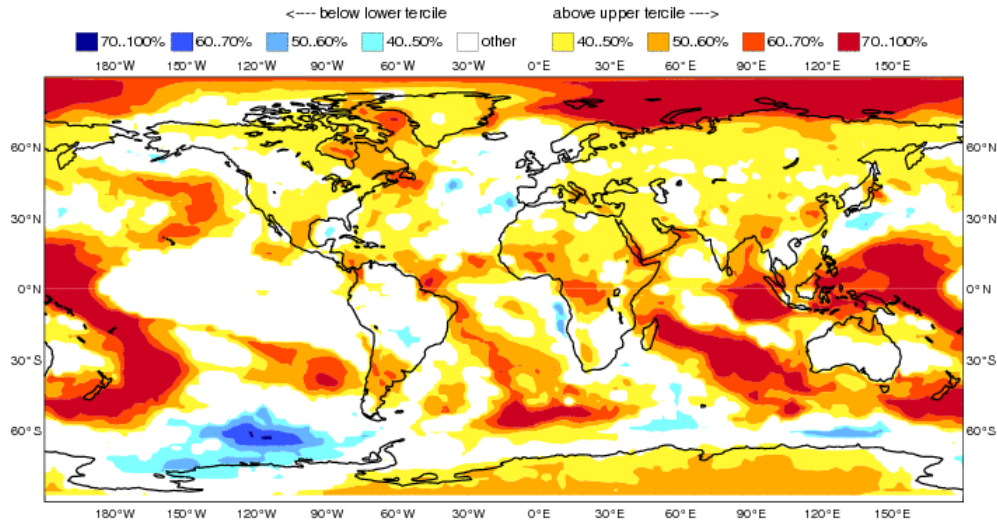 <---- below lower tercile above upper tercile ---->
70..100% 60..70% 50..60% 40..50% other 40..50% 50..60% 60..70% 70..100%
180°W 150°W 120°W 90°W 60°W 30°W 0°E 30°E 60°E 90°E 120°E 150°E
60°N 60°N
30°N 30°N
0°N 0°N
30°S 30°S
60°S 60°S
180°W 150°W 120°W 90°W 60°W 30°W 0°E 30°E 60°E 90°E 120°E 150°E